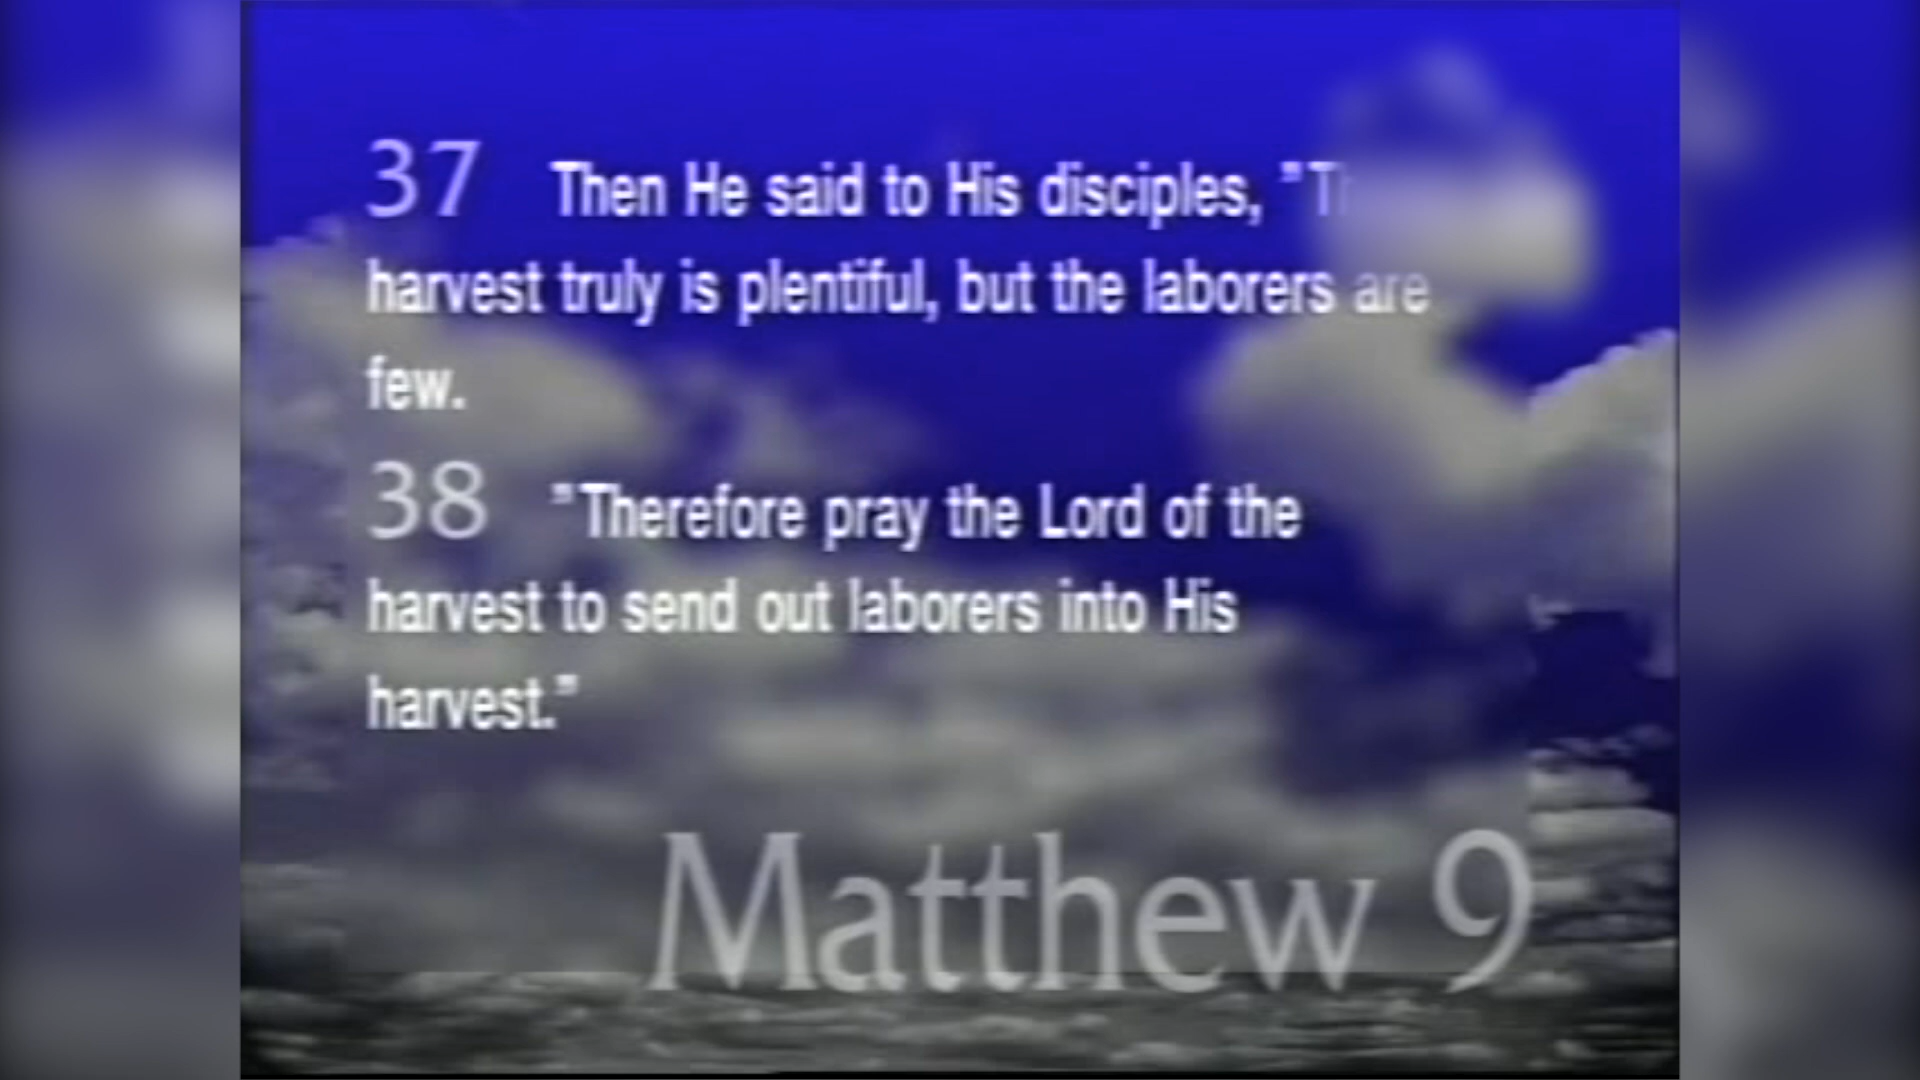 37 Then He said to His disciples, "
harvest truly is plentiful, but the laborers are
few.
38 "Therefore pray the Lord of the
harvest to send out laborers into His
harvest."
Matthew 9